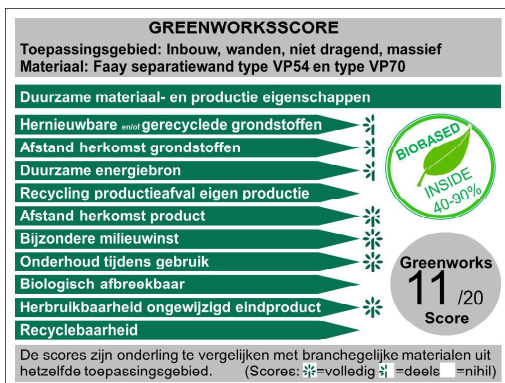 GREENWORKSSCORE
Toepassingsgebied: Inbouw, wanden, niet dragend, massief
Materiaal: Faay separatiewand type VP54 en type VP70
Duurzame materiaal- en productie eigenschappen
Hernieuwbare en/of gerecyclede grondstoffen
Afstand herkomst grondstoffen
Duurzame energiebron
Recycling productieafval eigen productie
Afstand herkomst product
Bijzondere milieuwinst
Onderhoud tijdens gebruik
Biologisch afbreekbaar
Herbruikbaarheid ongewijzigd eindproduct
Recyclebaarheid
BIOBASED
INSIDE
40-90%
Greenworks
11 /20
Score
De scores zijn onderling te vergelijken met branchegelijke materialen uit
hetzelfde toepassingsgebied. (Scores: =volledig =deels =nihil)